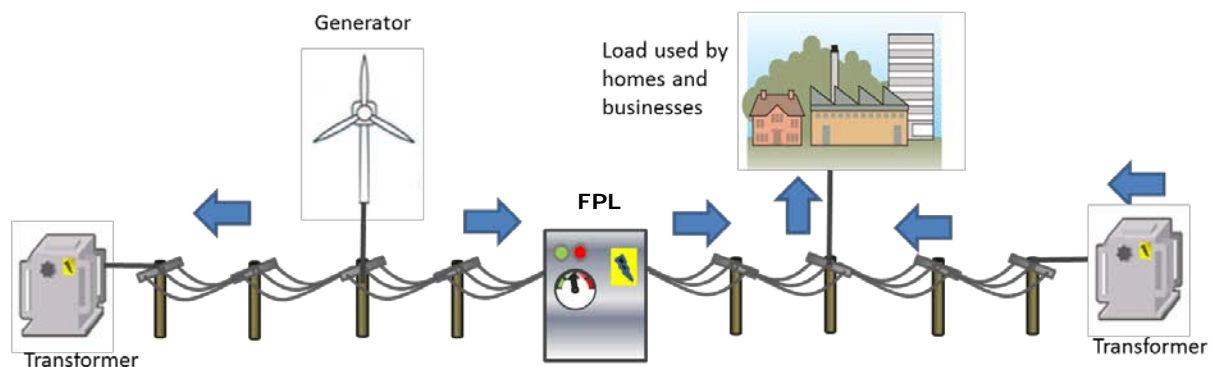 Generator
Load used by
homes and
businesses
FPL
Transformer
Transformer